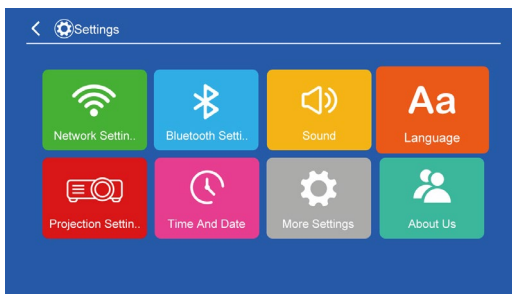 Settings
Network Settin..
Bluetooth Setti..
Sound
Aa
Language
Projection Settin..
Time And Date
More Settings
About Us